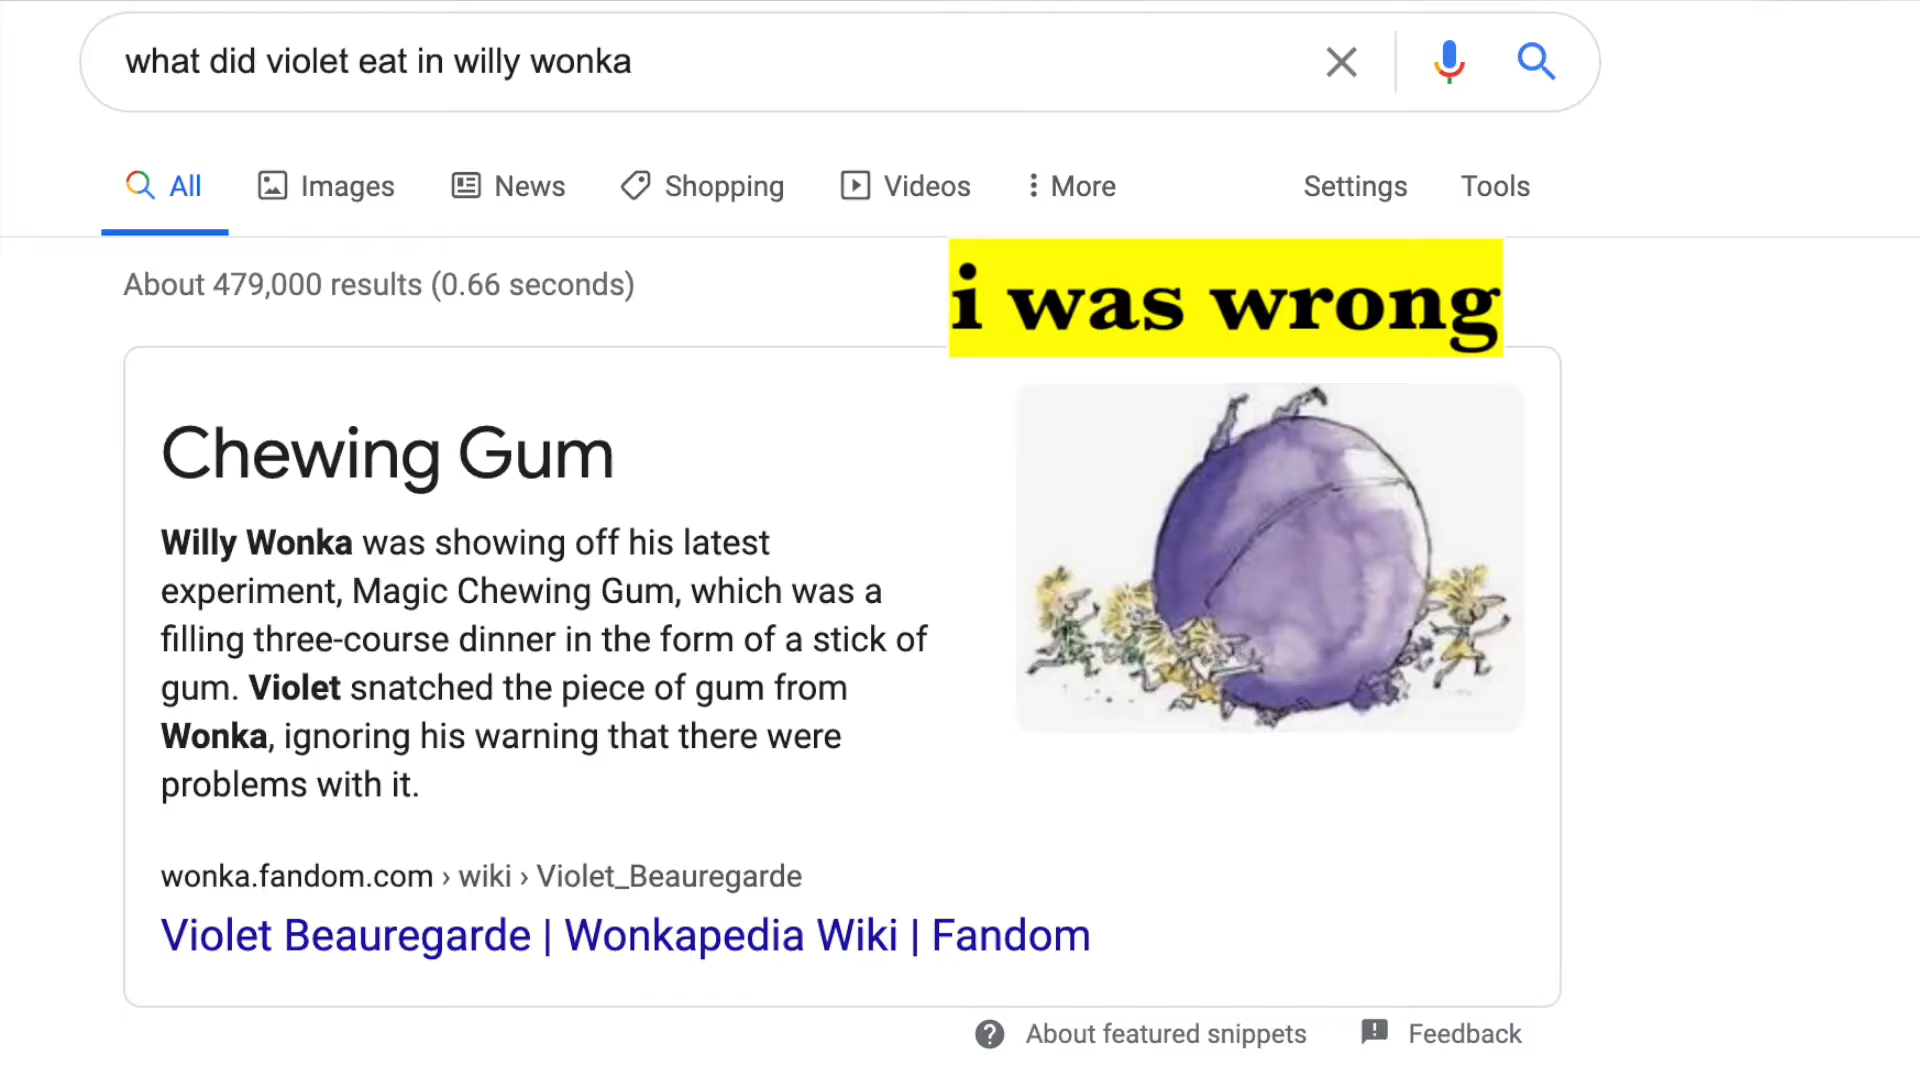 what did violet eat in willy wonka
All Images News Shopping Videos More Settings Tools
About 479,000 results (0.66 seconds)
i was wrong
Chewing Gum
Willy Wonka was showing off his latest
experiment, Magic Chewing Gum, which was a
filling three-course dinner in the form of a stick of
gum. Violet snatched the piece of gum from
Wonka, ignoring his warning that there were
problems with it.
wonka.fandom.com › wiki › Violet_Beauregarde
Violet Beauregarde | Wonkapedia Wiki | Fandom
About featured snippets Feedback